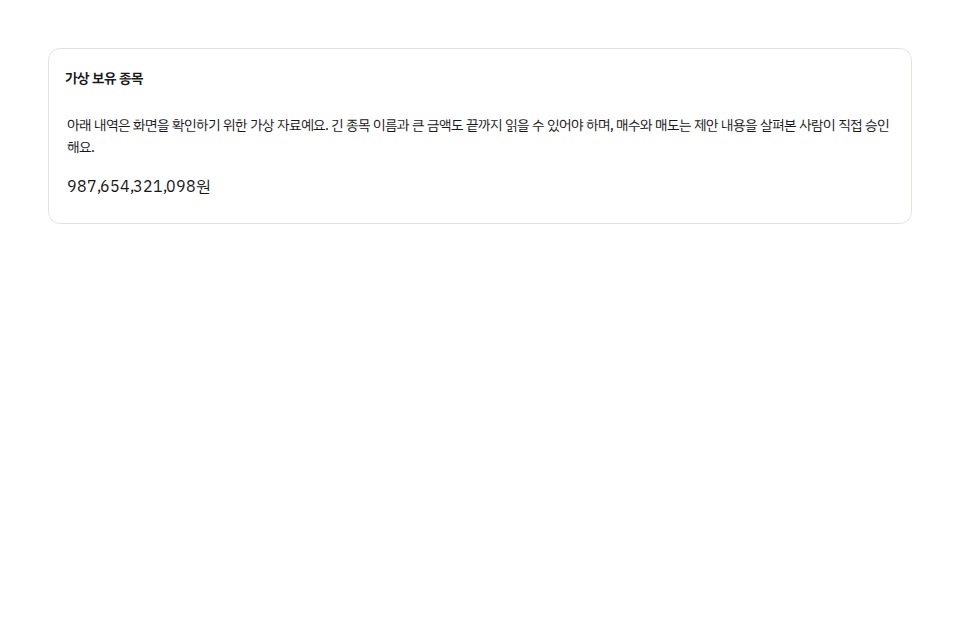 가상 보유 종목
아래 내역은 화면을 확인하기 위한 가상 자료예요. 긴 종목 이름과 큰 금액도 끝까지 읽을 수 있어야 하며, 매수와 매도는 제안 내용을 살펴본 사람이 직접 승인
해요.
987,654,321,098원